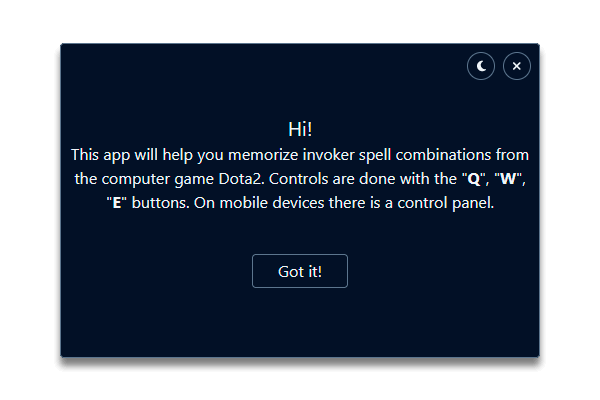 Hi!
This app will help you memorize invoker spell combinations from
the computer game Dota2. Controls are done with the "Q", "W",
"E" buttons. On mobile devices there is a control panel.
Got it!